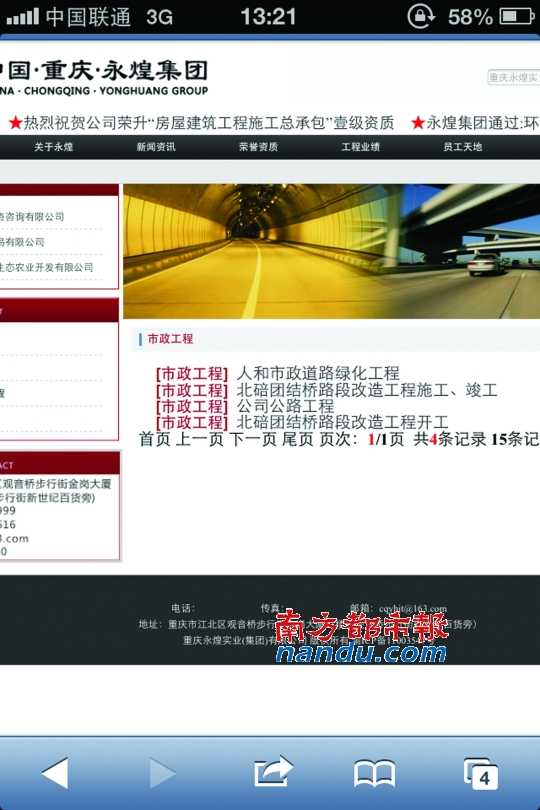 中国联通 3G 13:21 58%
中国·重庆·永煌集团
NA · CHONGQING · YONGHUANG GROUP
重庆永煌实
★热烈祝贺公司荣升“房屋建筑工程施工总承包”壹级资质 ★永煌集团通过:环
关于永煌 新闻资讯 荣誉资质 工程业绩 员工天地
资咨询有限公司
易有限公司
生态农业开发有限公司
市政工程
[市政工程] 人和市政道路绿化工程
[市政工程] 北碚团结桥路段改造工程施工、竣工
[市政工程] 公司公路工程
[市政工程] 北碚团结桥路段改造工程开工
首页 上一页 下一页 尾页 页次：1/1页 共4条记录 15条记
程
ACT
区观音桥步行街金岗大厦
步行街新世纪百货旁)
999
616
3.com
0
电话： 传真： 邮箱：cqyhjt@163.com
地址：重庆市江北区观音桥步行 百货旁）
重庆永煌实业(集团)有限公司 版权所有
南方都市報
nandu.com
4